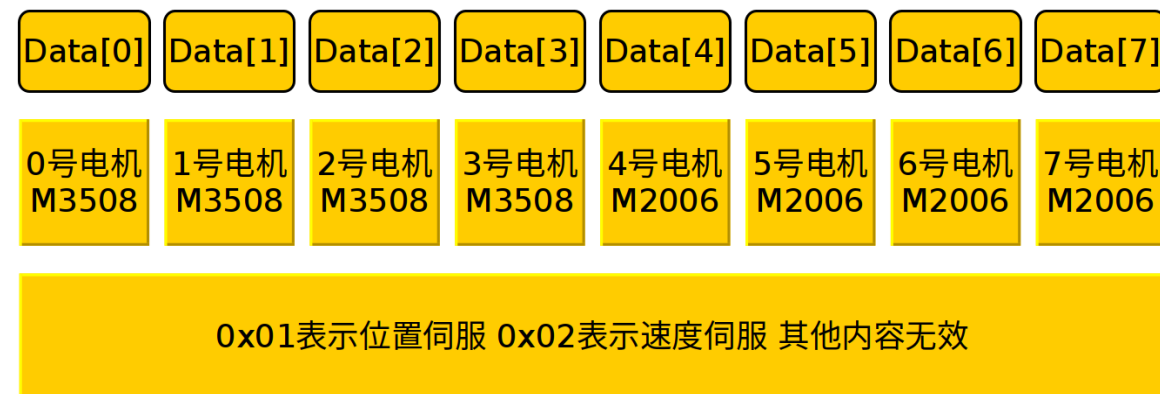 Data[0] Data[1] Data[2] Data[3] Data[4] Data[5] Data[6] Data[7]
0号电机 1号电机 2号电机 3号电机 4号电机 5号电机 6号电机 7号电机
M3508 M3508 M3508 M3508 M2006 M2006 M2006 M2006
0x01表示位置伺服 0x02表示速度伺服 其他内容无效